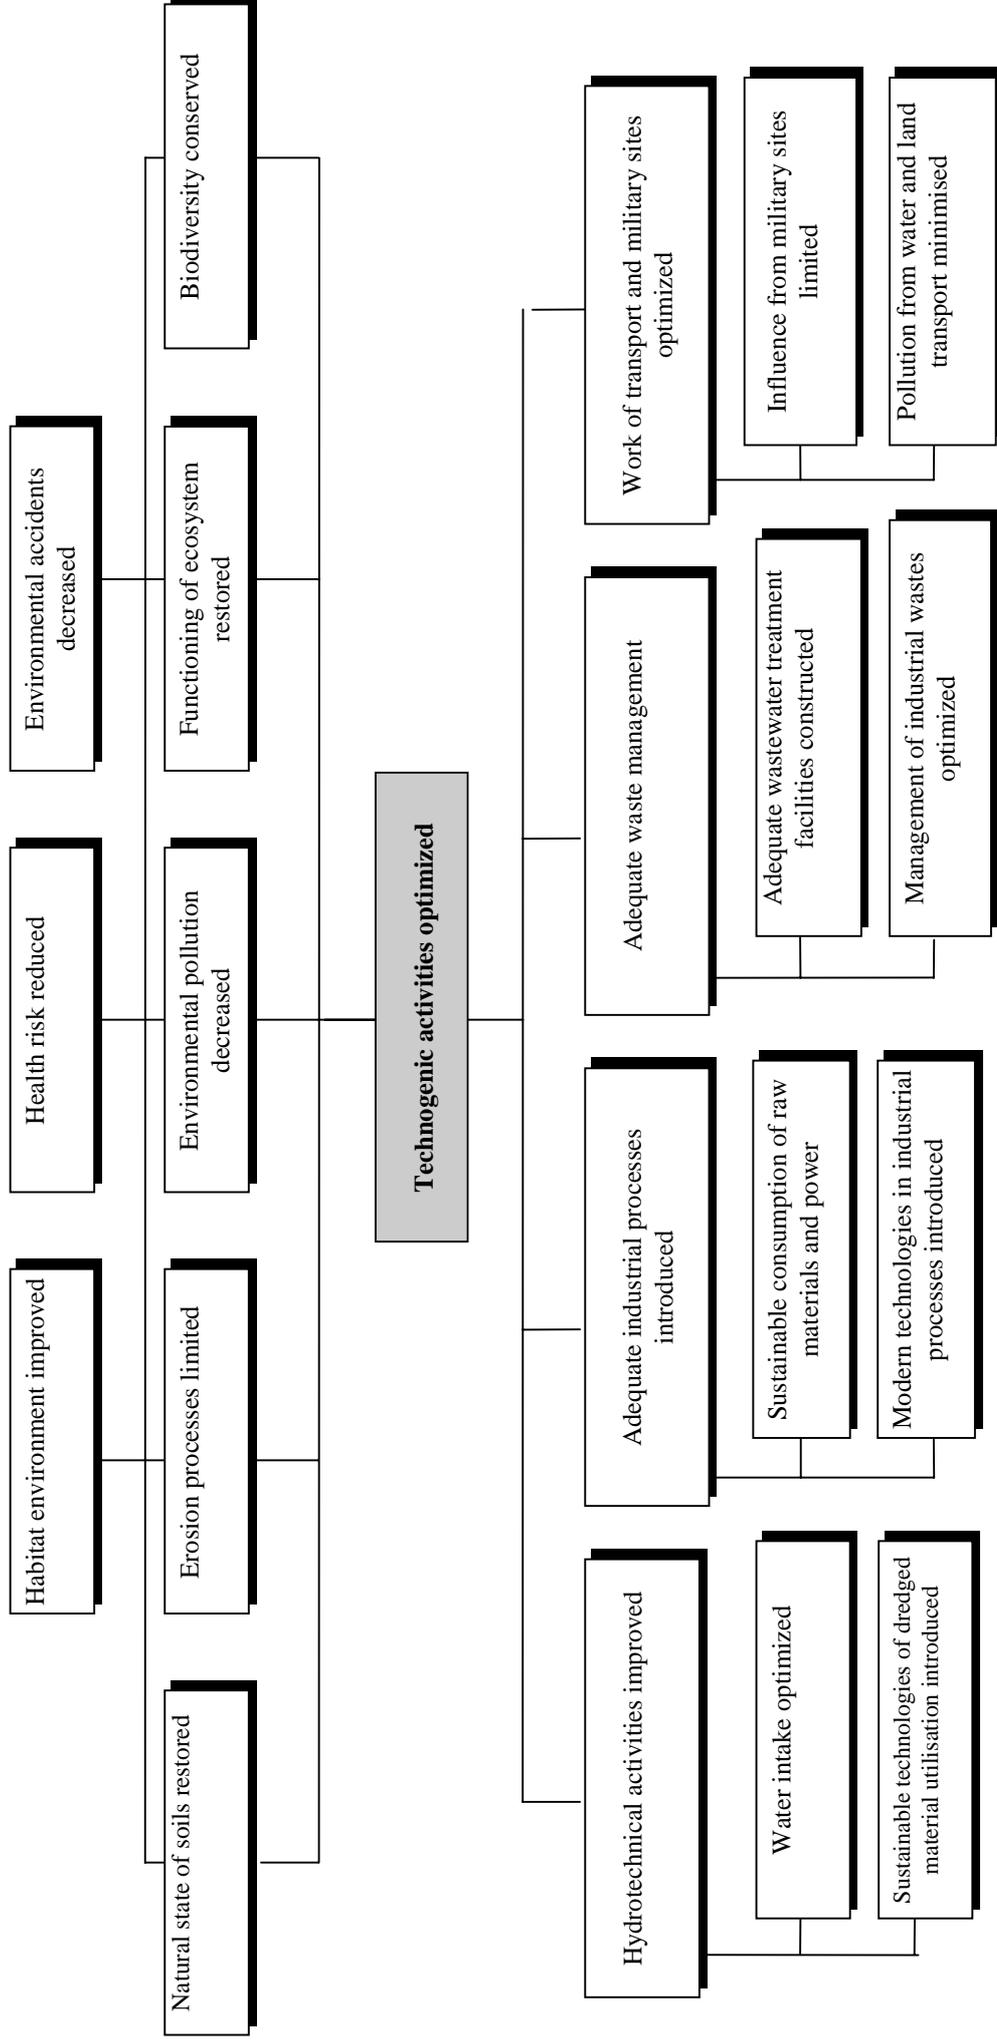 Habitat environment improved
Health risk reduced
Environmental accidents
decreased
Natural state of soils restored
Erosion processes limited
Environmental pollution
decreased
Functioning of ecosystem
restored
Biodiversity conserved
Technogenic activities optimized
Hydrotechnical activities improved
Adequate industrial processes
introduced
Adequate waste management
Work of transport and military sites
optimized
Water intake optimized
Sustainable consumption of raw
materials and power
Adequate wastewater treatment
facilities constructed
Influence from military sites
limited
Sustainable technologies of dredged
material utilisation introduced
Modern technologies in industrial
processes introduced
Management of industrial wastes
optimized
Pollution from water and land
transport minimised